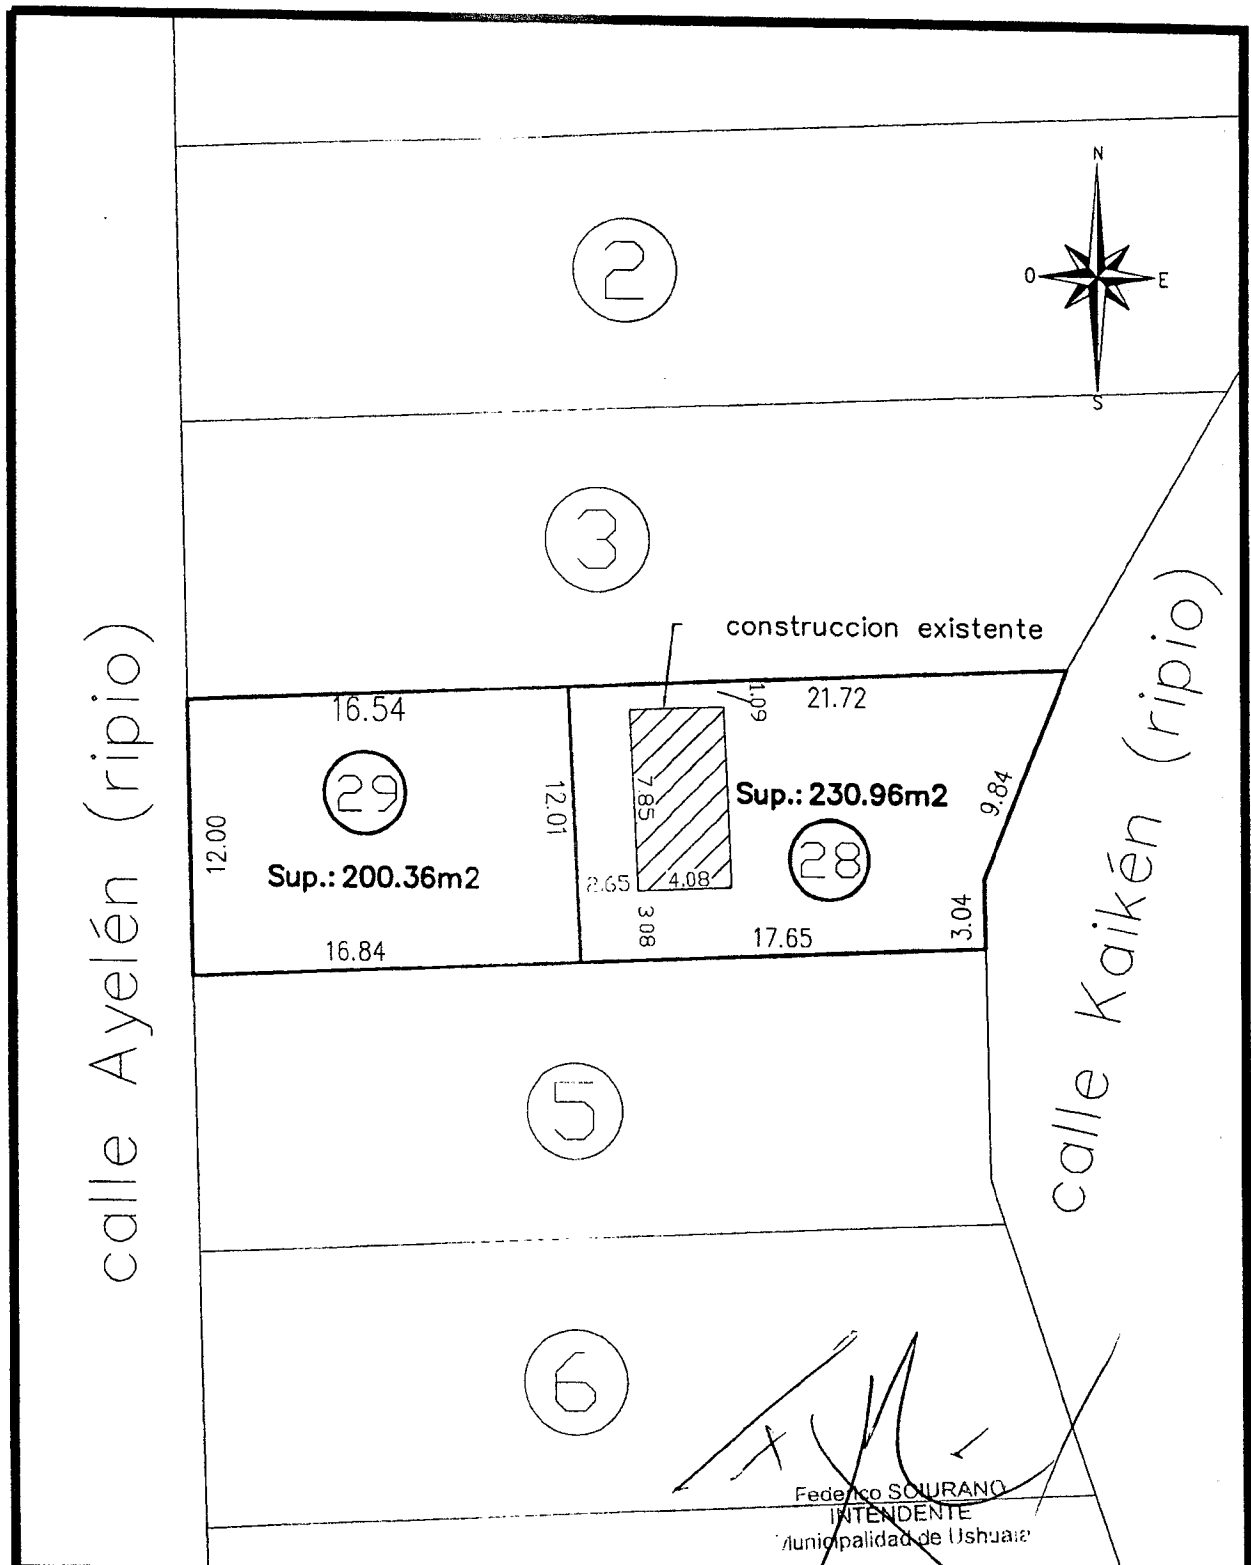 N
O
E
S
2
3
construccion existente
16.54
1.09
21.72
29
12.00
12.01
7.85
Sup.: 230.96m2
9.84
Sup.: 200.36m2
28
2.65
4.08
3.08
3.04
16.84
17.65
calle Ayelén (ripio)
calle Kaikén (ripio)
5
6
Federico SCIURANO
INTENDENTE
Municipalidad de Ushuaia